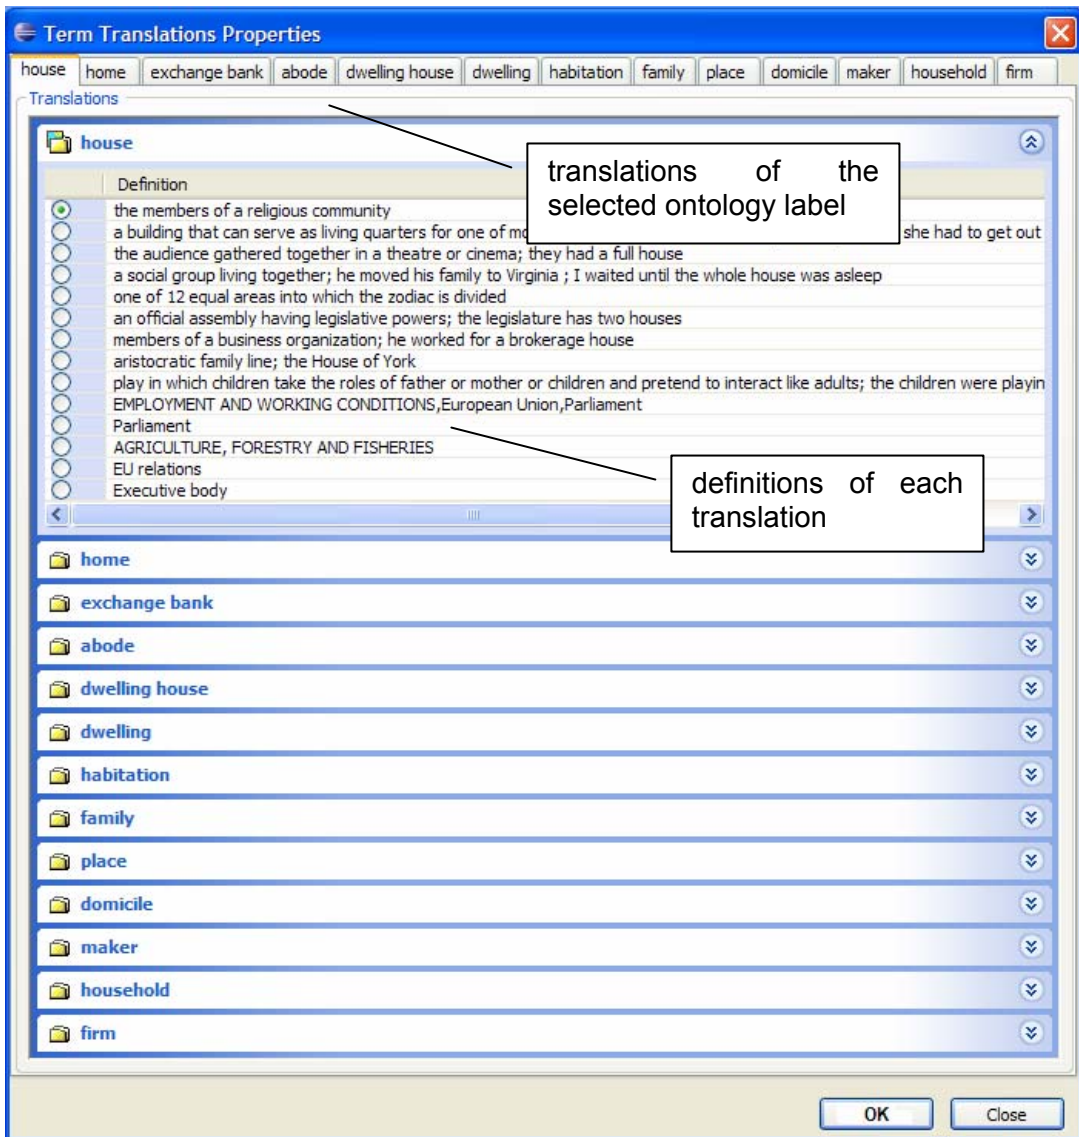 Term Translations Properties
house home exchange bank abode dwelling house dwelling habitation family place domicile maker household firm
Translations
house
Definition
the members of a religious community
a building that can serve as living quarters for one of she had to get out
the audience gathered together in a theatre or cinema; they had a full house
a social group living together; he moved his family to Virginia ; I waited until the whole house was asleep
one of 12 equal areas into which the zodiac is divided
an official assembly having legislative powers; the legislature has two houses
members of a business organization; he worked for a brokerage house
aristocratic family line; the House of York
play in which children take the roles of father or mother or children and pretend to interact like adults; the children were playin
EMPLOYMENT AND WORKING CONDITIONS,European Union,Parliament
Parliament
AGRICULTURE, FORESTRY AND FISHERIES
EU relations
Executive body
translations of the
selected ontology label
definitions of each
translation
home
exchange bank
abode
dwelling house
dwelling
habitation
family
place
domicile
maker
household
firm
OK Close